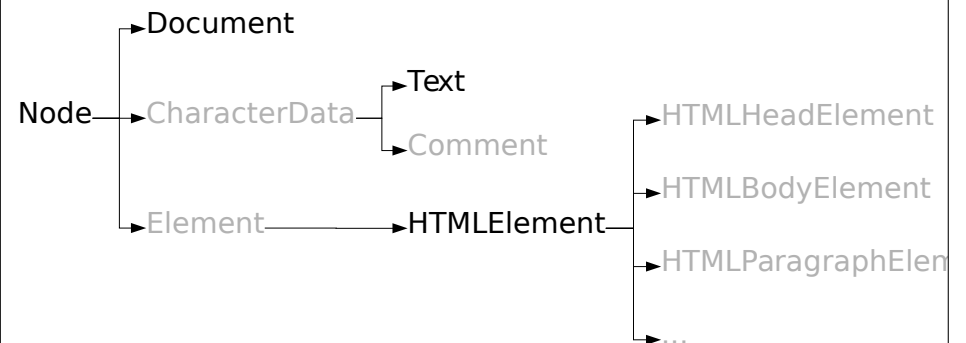 Document
Text
Node CharacterData HTMLHeadElement
Comment
HTMLBodyElement
Element HTMLElement
HTMLParagraphElem
...